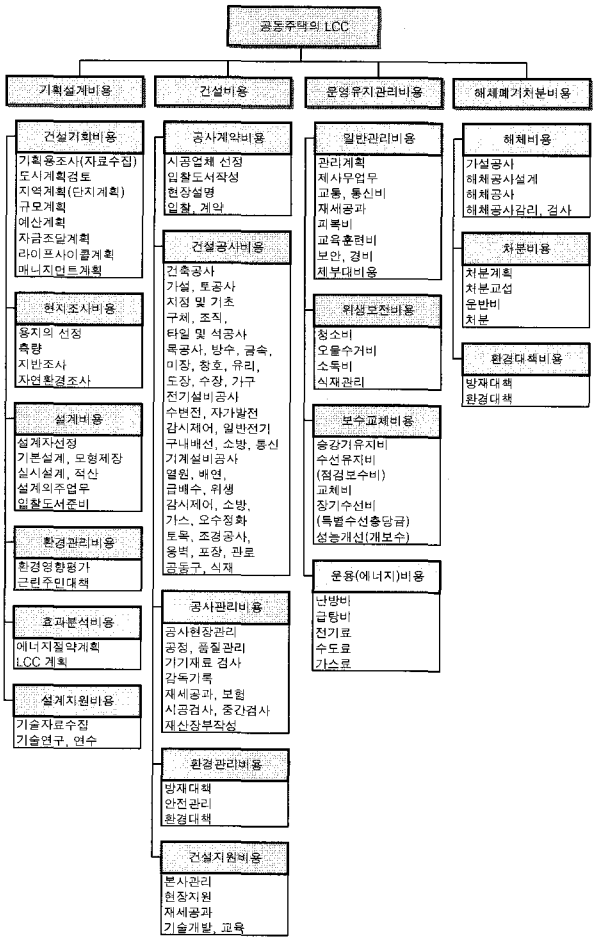 공동주택의 LCC
기획설계비용
건설기획비용
기획용조사(자료수집)
도시계획검토
지역계획(단지계획)
규모계획
예산계획
자금조달계획
라이프사이클계획
매니지먼트계획
현지조사비용
용지의 선정
측량
지반조사
자연환경조사
설계비용
설계자선정
기본설계, 모형제장
실시설계, 적산
설계의주업무
입찰도서준비
환경관리비용
환경영향평가
근린주민대책
효과분석비용
에너지절약계획
LCC 계획
설계지원비용
기술자료수집
기술연구, 연수
건설비용
공사계약비용
시공업체 선정
입찰도서작성
현장설명
입찰, 계약
건설공사비용
건축공사
가설, 토공사
지정 및 기초
구체, 조직,
타일 및 석공사
목공사, 방수, 금속,
미장, 창호, 유리,
도장, 수장, 가구
전기설비공사
수변전, 자가발전
감시제어, 일반전기
구내배선, 소방, 통신
기계설비공사
열원, 배연,
급배수, 위생
감시제어, 소방,
가스, 오수정화
토목, 조경공사,
옹벽, 포장, 관로
공동구, 식재
공사관리비용
공사현장관리
공정, 품질관리
기기재료 검사
감독기록
재세공과, 보험
시공검사, 중간검사
재산장부작성
환경관리비용
방재대책
안전관리
환경대책
건설지원비용
본사관리
현장지원
재세공과
기술개발, 교육
운영유지관리비용
일반관리비용
관리계획
제사무업무
교통, 통신비
재세공과
피복비
교육훈련비
보안, 경비
제부대비용
위생보전비용
청소비
오물수거비
소독비
식재관리
보수교체비용
승강기유지비
수선유지비
(점검보수비)
교체비
장기수선비
(특별수선충당금)
성능개선(개보수)
운용(에너지)비용
난방비
급탕비
전기료
수도료
가스료
해체폐기처분비용
해체비용
가설공사
해체공사설계
해체공사
해체공사감리, 검사
처분비용
처분계획
처분교섭
운반비
처분
환경대책비용
방재대책
환경대책